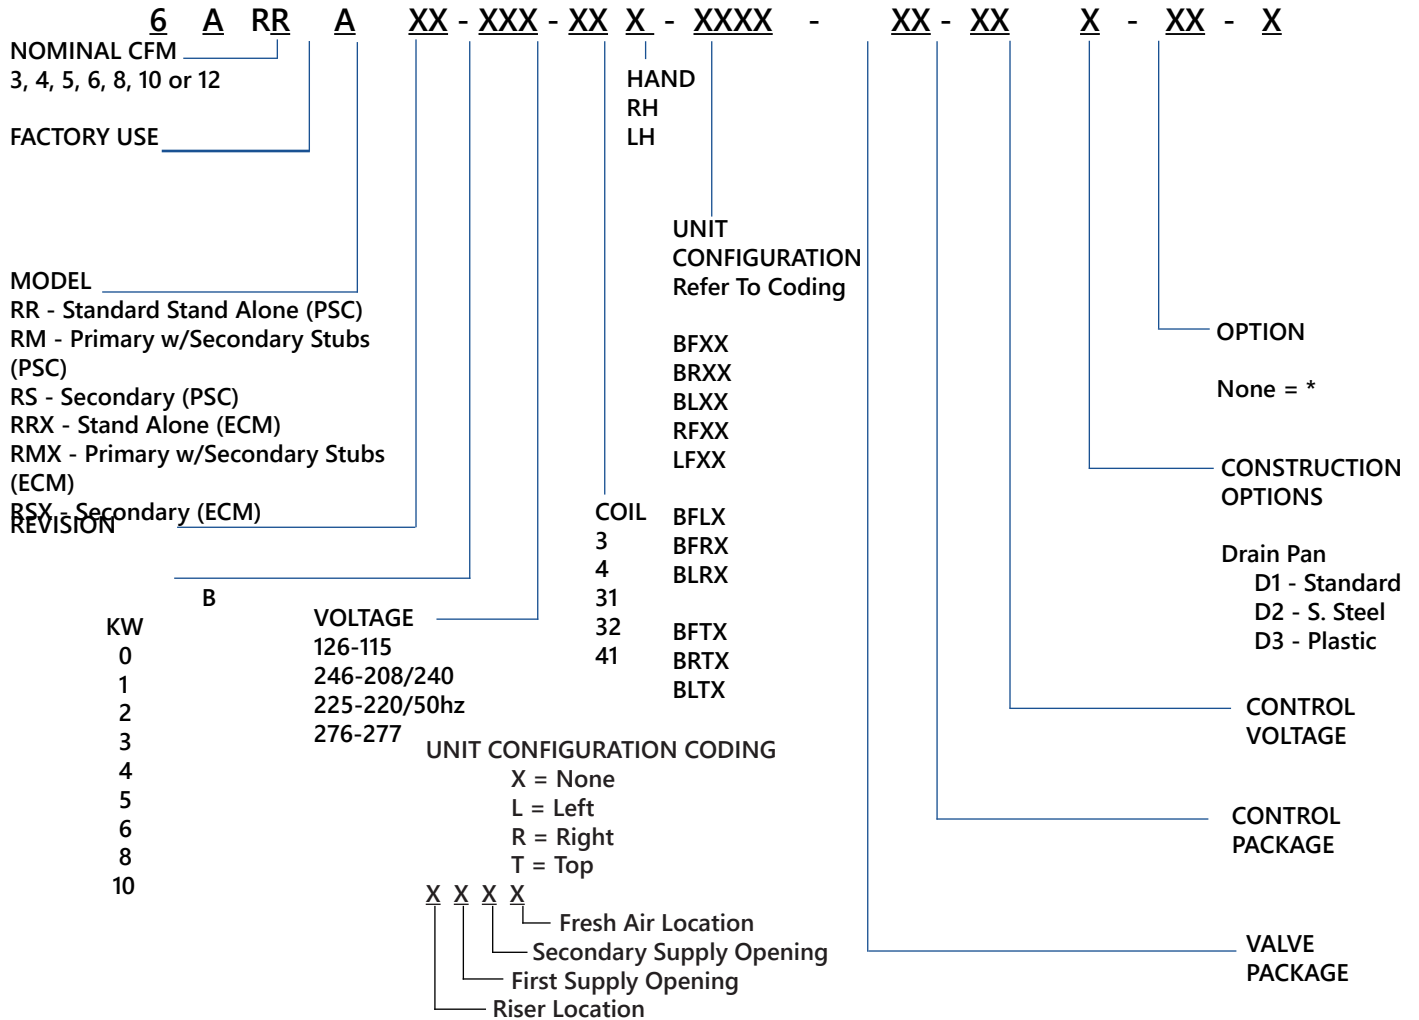 6 A RR A XX - XXX - XX X - XXXX - XX - XX X - XX - X
NOMINAL CFM
3, 4, 5, 6, 8, 10 or 12
FACTORY USE
HAND
RH
LH
MODEL
RR - Standard Stand Alone (PSC)
RM - Primary w/Secondary Stubs
(PSC)
RS - Secondary (PSC)
RRX - Stand Alone (ECM)
RMX - Primary w/Secondary Stubs
(ECM)
RSX - Secondary (ECM)
REVISION
B
KW
0
1
2
3
4
5
6
8
10
VOLTAGE
126-115
246-208/240
225-220/50hz
276-277
COIL
3
4
31
32
41
UNIT
CONFIGURATION
Refer To Coding
BFXX
BRXX
BLXX
RFXX
LFXX
BFLX
BFRX
BLRX
BFTX
BRTX
BLTX
UNIT CONFIGURATION CODING
X = None
L = Left
R = Right
T = Top
X X X X
Fresh Air Location
Secondary Supply Opening
First Supply Opening
Riser Location
OPTION
None = *
CONSTRUCTION
OPTIONS
Drain Pan
D1 - Standard
D2 - S. Steel
D3 - Plastic
CONTROL
VOLTAGE
CONTROL
PACKAGE
VALVE
PACKAGE